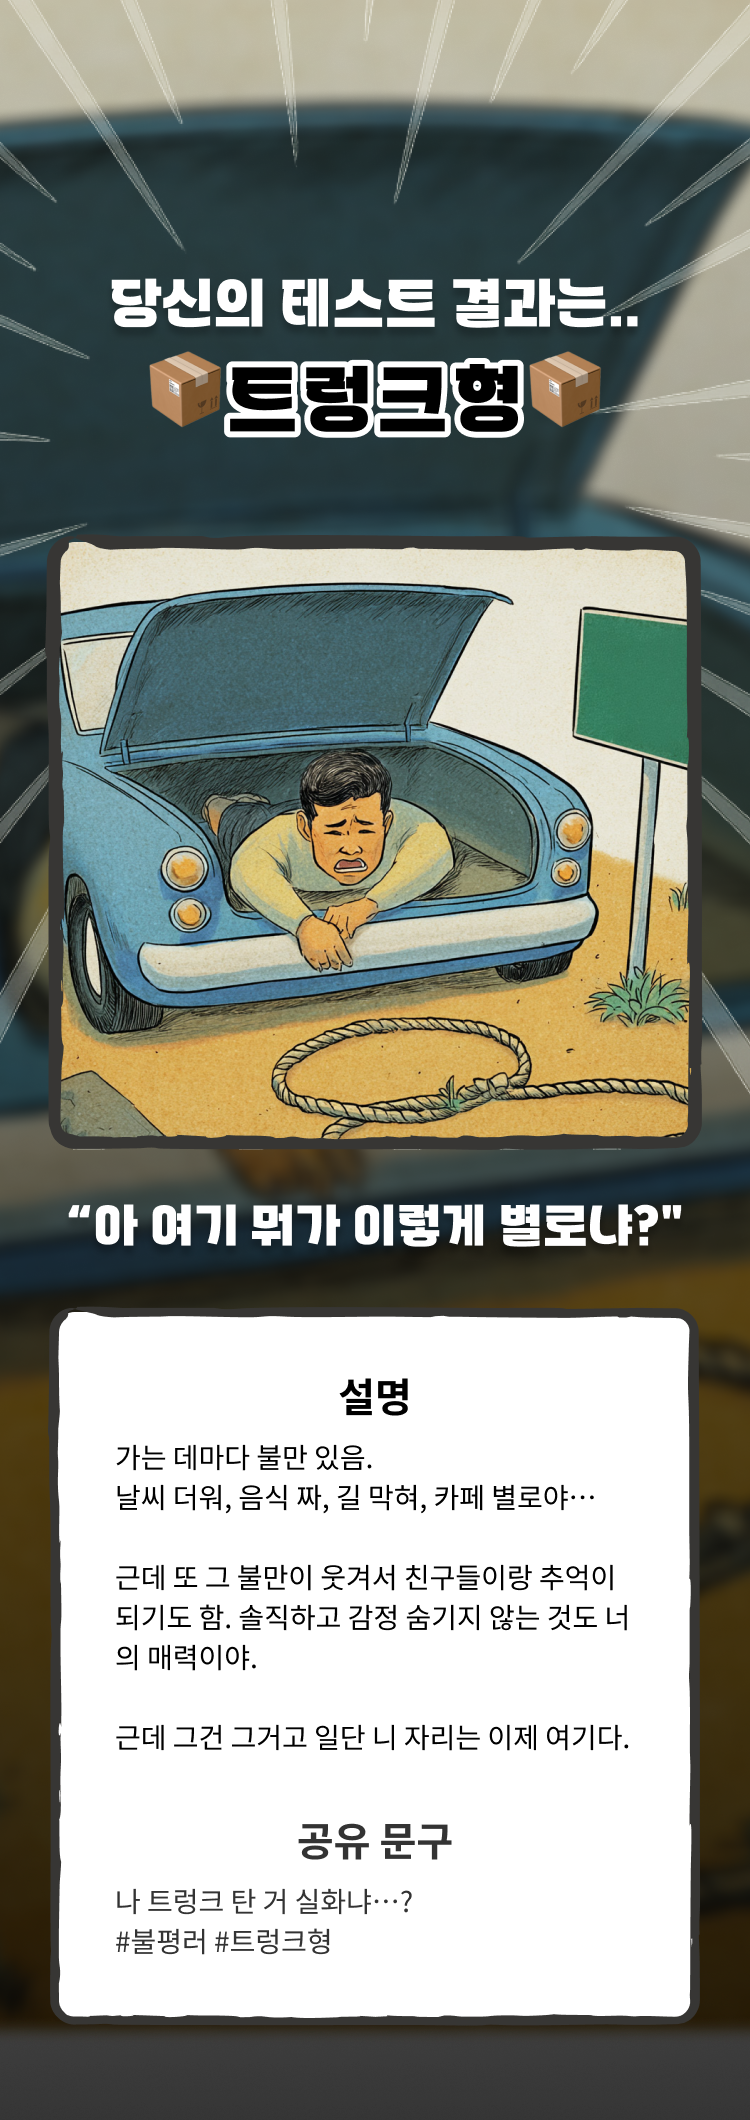 당신의 테스트 결과는..
트렁크형
“아 여기 뭐가 이렇게 별로냐?"
설명
가는 데마다 불만 있음.
날씨 더워, 음식 짜, 길 막혀, 카페 별로야…
근데 또 그 불만이 웃겨서 친구들이랑 추억이
되기도 함. 솔직하고 감정 숨기지 않는 것도 너
의 매력이야.
근데 그건 그거고 일단 니 자리는 이제 여기다.
공유 문구
나 트렁크 탄 거 실화냐…?
#불평러 #트렁크형